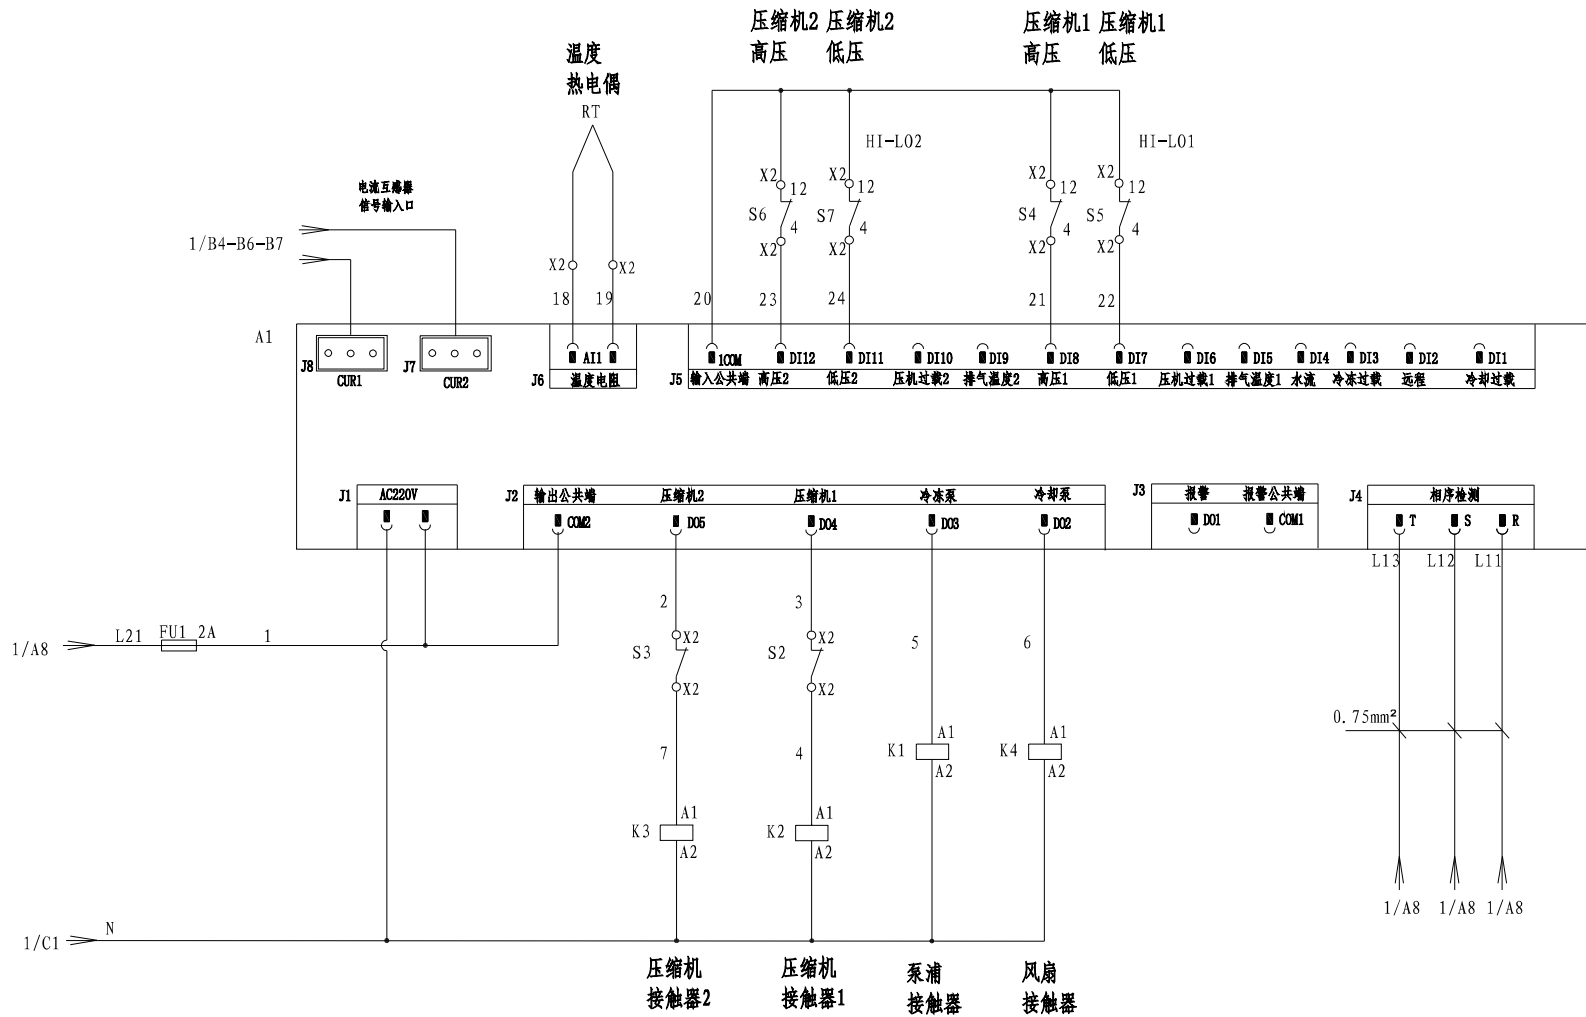 压缩机2 压缩机2
高压 低压
压缩机1 压缩机1
高压 低压
温度
热电偶
RT
HI-LO2
HI-LO1
电流互感器
信号输入口
1/B4-B6-B7
X2
12
S6
4
X2
X2
12
S7
4
X2
X2
12
S4
4
X2
X2
12
S5
4
X2
X2
X2
18
19
20
23
24
21
22
A1
J8
CUR1
J7
CUR2
J6
AI1
温度电阻
J5
1COM
DI12
DI11
DI10
DI9
DI8
DI7
DI6
DI5
DI4
DI3
DI2
DI1
输入公共端
高压2
低压2
压机过载2
排气温度2
高压1
低压1
压机过载1
排气温度1
水流
冷冻过载
远程
冷却过载
J1
AC220V
J2
输出公共端
压缩机2
压缩机1
冷冻泵
冷却泵
COM2
DO5
DO4
DO3
DO2
J3
报警
报警公共端
DO1
COM1
J4
相序检测
T
S
R
L13
L12
L11
1/A8
L21
FU1 2A
1
2
3
5
6
X2
S3
X2
X2
S2
X2
7
4
K1
A1
A2
K4
A1
A2
K3
A1
A2
K2
A1
A2
0.75mm²
1/A8
1/A8
1/A8
1/C1
N
压缩机
接触器2
压缩机
接触器1
泵浦
接触器
风扇
接触器